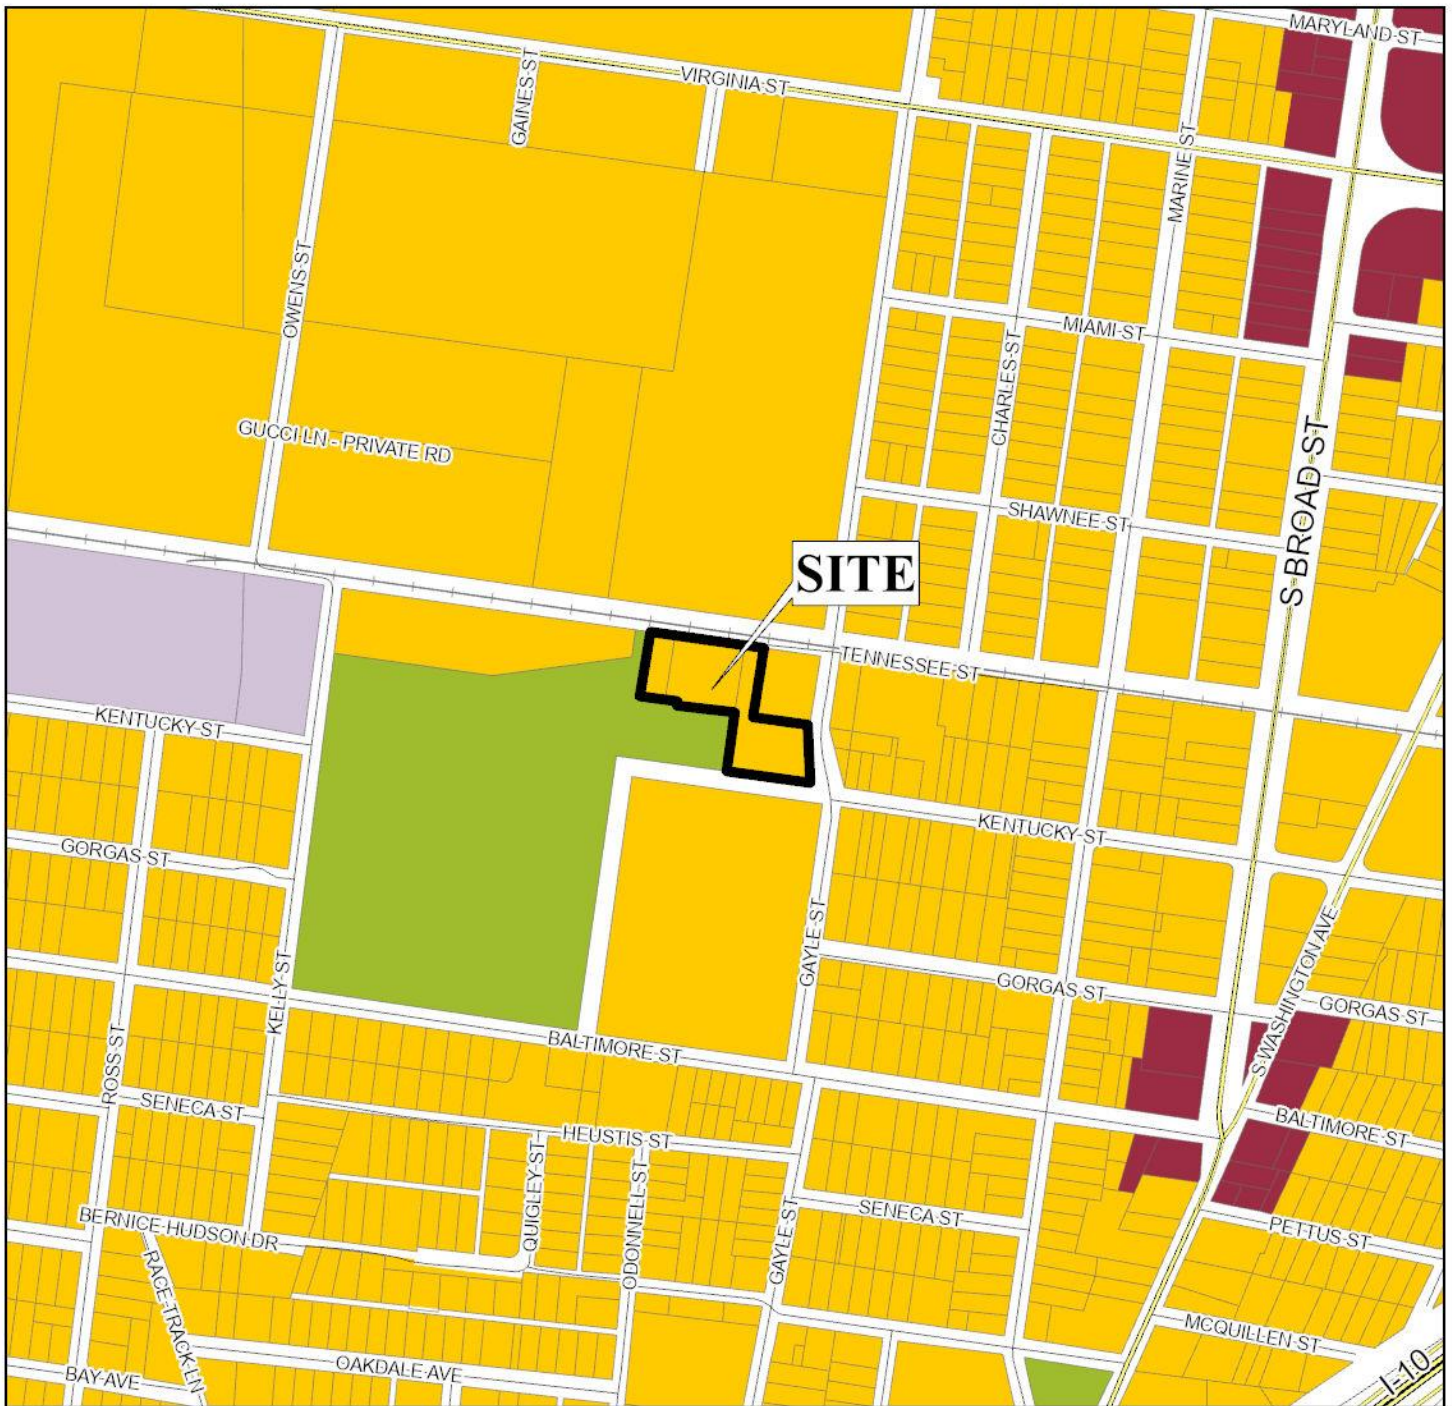 MARYLAND ST
VIRGINIA ST
GAINES ST
MARINE ST
OWENS ST
MIAMI ST
CHARLES ST
GUCCI LN - PRIVATE RD
S BROAD ST
SHAWNEE ST
SITE
TENNESSEE ST
KENTUCKY ST
KENTUCKY ST
GORGAS ST
GAYLE ST
S WASHINGTON AVE
KELLY ST
GORGAS ST
GORGAS ST
BALTIMORE ST
ROSS ST
SENECA ST
BALTIMORE ST
HEUSTIS ST
QUIGLEY ST
ODONNELL ST
GAYLE ST
SENECA ST
BERNICE HUDSON DR
PETTUS ST
RACE TRACK LN
MCQUILLEN ST
OAKDALE AVE
BAY AVE
I-10